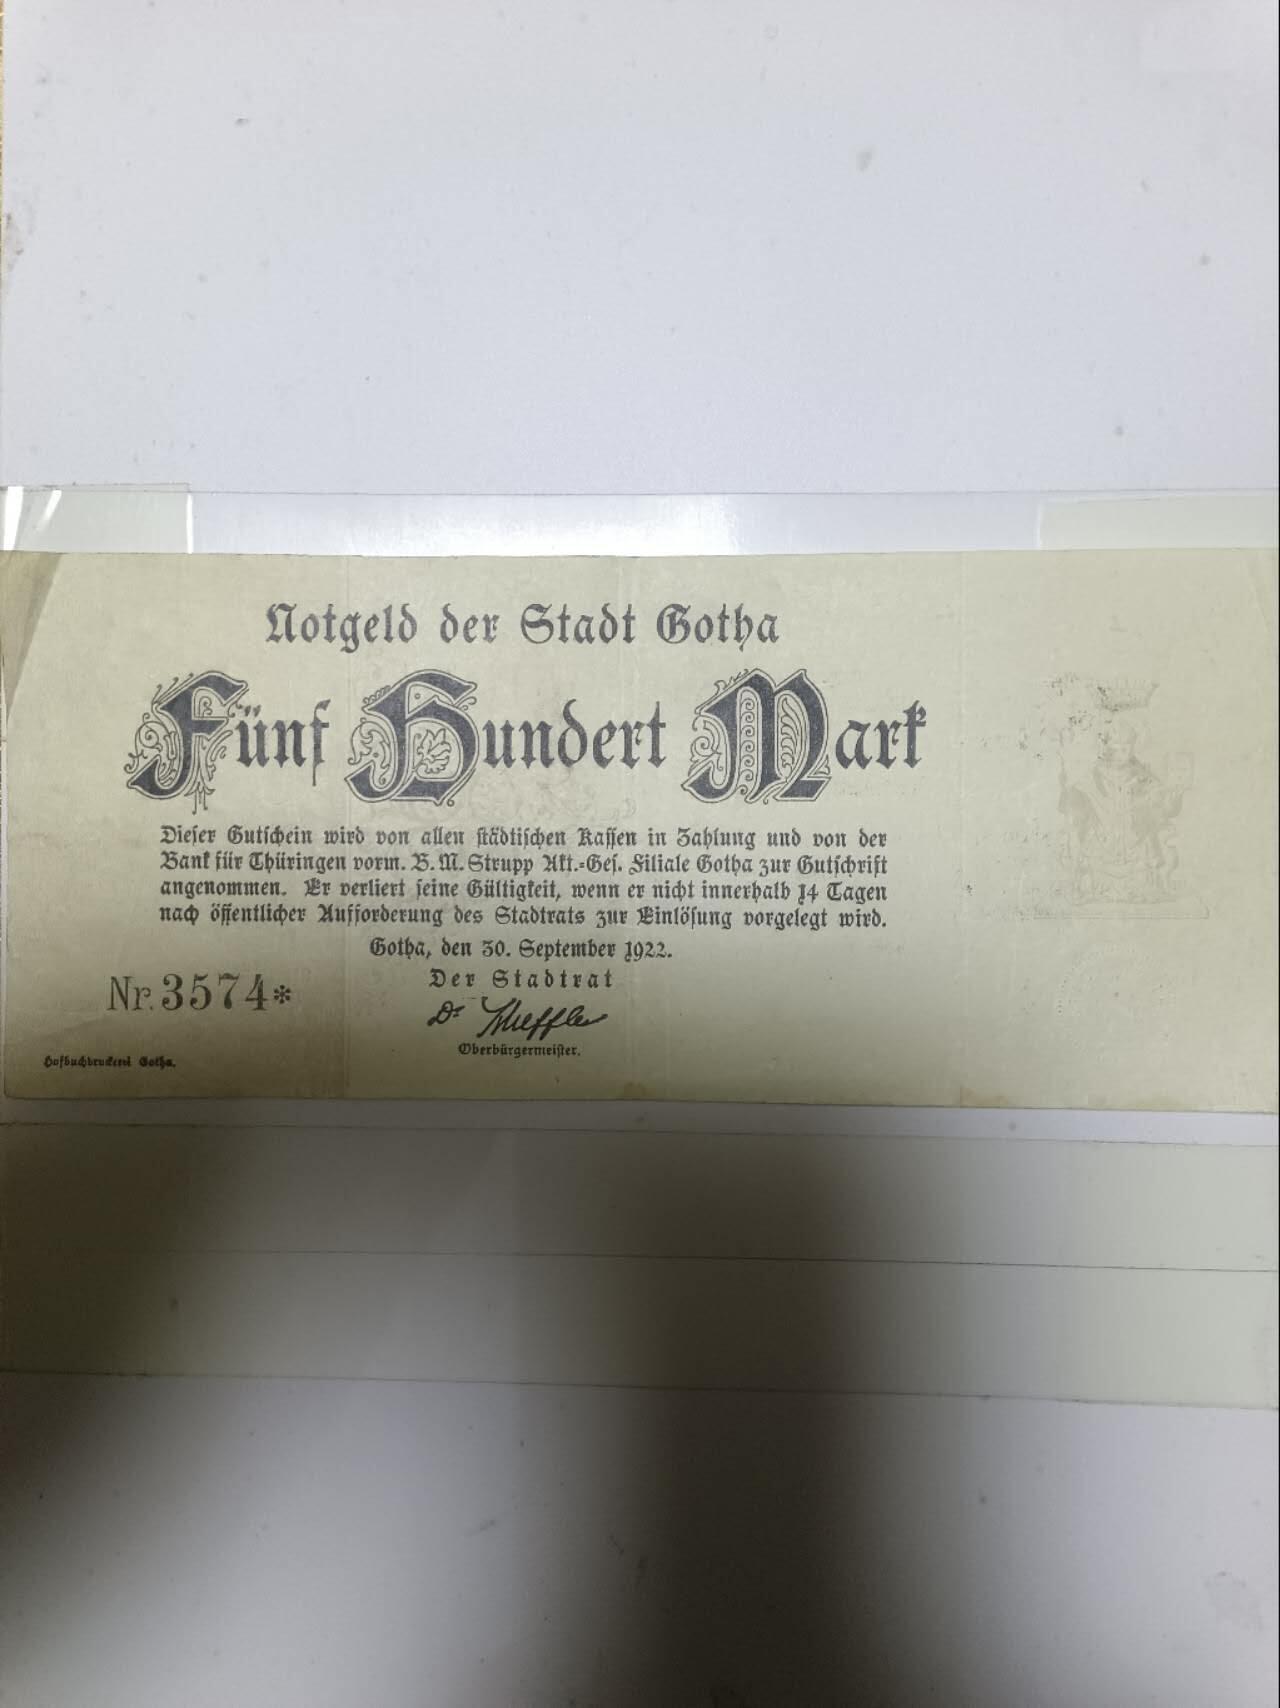 Notgeld der Stadt Gotha
Fünf Hundert Mark
Dieser Gutschein wird von allen städtischen Kassen in Zahlung und von der
Bank für Thüringen vorm. B. M. Strupp Akt.=Ges. Filiale Gotha zur Gutschrift
angenommen. Er verliert seine Gültigkeit, wenn er nicht innerhalb 14 Tagen
nach öffentlicher Aufforderung des Stadtrats zur Einlösung vorgelegt wird.
Gotha, den 30. September 1922.
Der Stadtrat
Nr. 3574*
Dr Scheffler
Oberbürgermeister.
Hofbuchdruckerei Gotha.